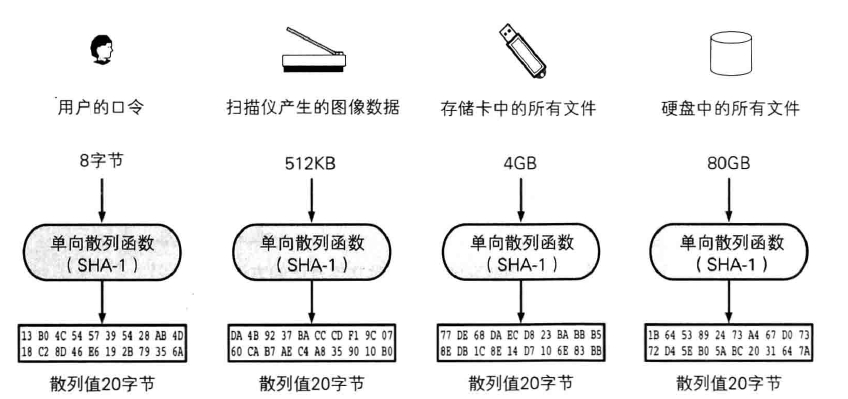 用户的口令
扫描仪产生的图像数据
存储卡中的所有文件
硬盘中的所有文件
8字节
512KB
4GB
80GB
单向散列函数
（SHA-1）
单向散列函数
（SHA-1）
单向散列函数
（SHA-1）
单向散列函数
（SHA-1）
13 B0 4C 54 57 39 54 28 AB 4D
18 C2 8D 46 E6 19 2B 79 35 6A
DA 4B 92 37 BA CC CD F1 9C 07
60 CA B7 AE C4 A8 35 90 10 B0
77 DE 68 DA EC D8 23 BA BB B5
8E DB 1C 8E 14 D7 10 6E 83 BB
1B 64 53 89 24 73 A4 67 D0 73
72 D4 5E B0 5A BC 20 31 64 7A
散列值20字节
散列值20字节
散列值20字节
散列值20字节